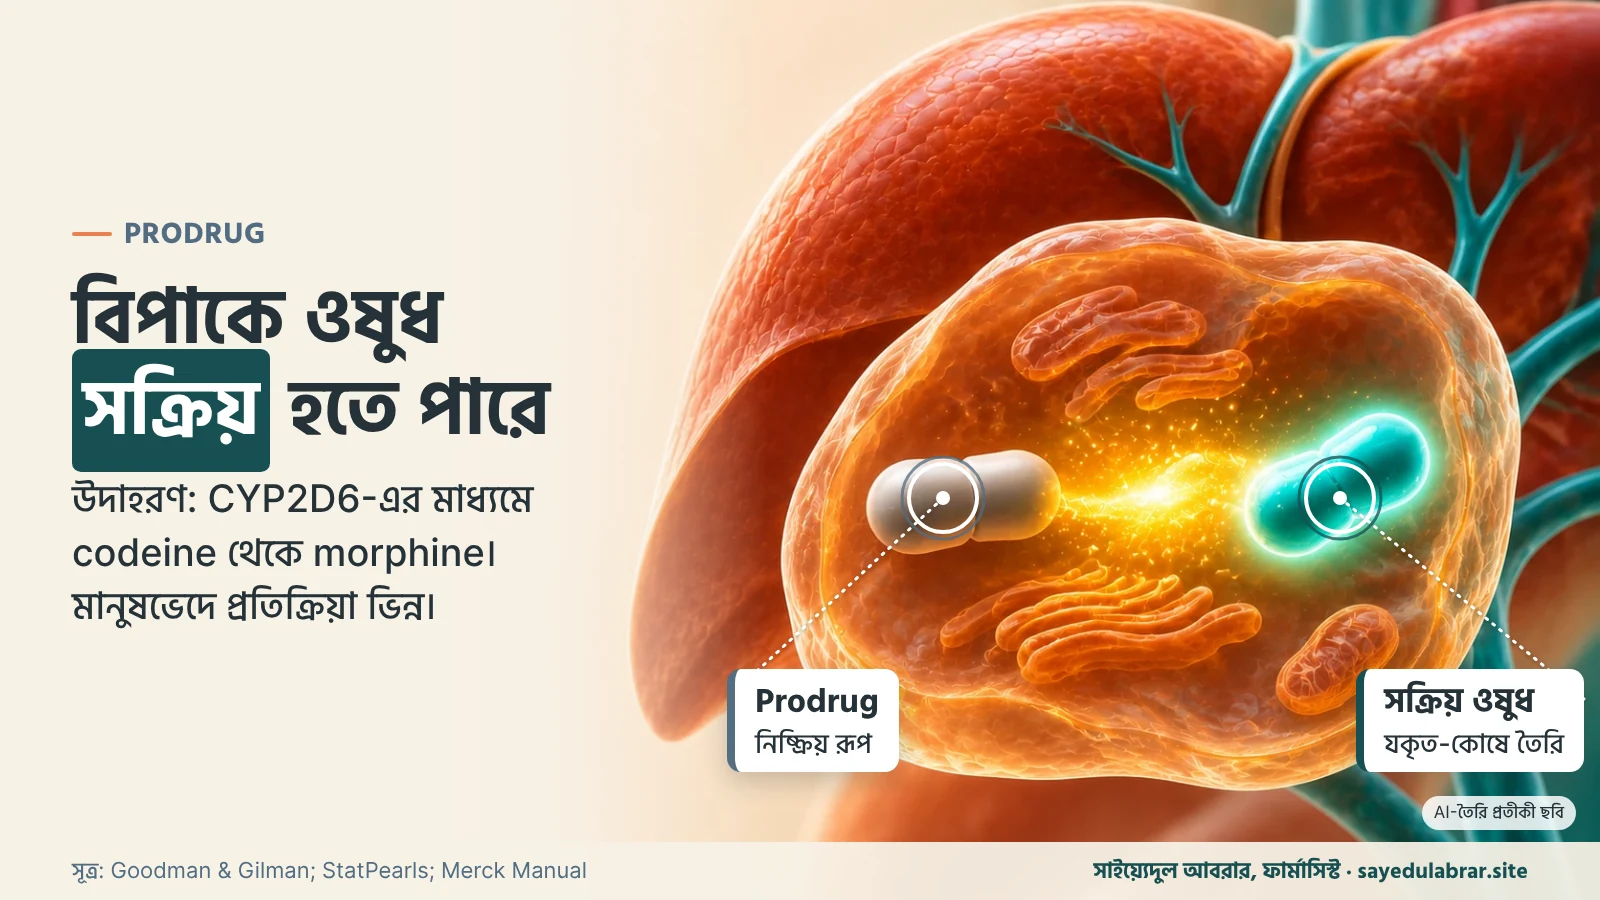 PRODRUG
বিপাকে ওষুধ
সক্রিয় হতে পারে
উদাহরণ: CYP2D6-এর মাধ্যমে
codeine থেকে morphine।
মানুষভেদে প্রতিক্রিয়া ভিন্ন।
Prodrug
নিষ্ক্রিয় রূপ
সক্রিয় ওষুধ
যকৃত-কোষে তৈরি
AI-তৈরি প্রতীকী ছবি
সূত্র: Goodman & Gilman; StatPearls; Merck Manual
সাইয়্যেদুল আবরার, ফার্মাসিস্ট · sayedulabrar.site